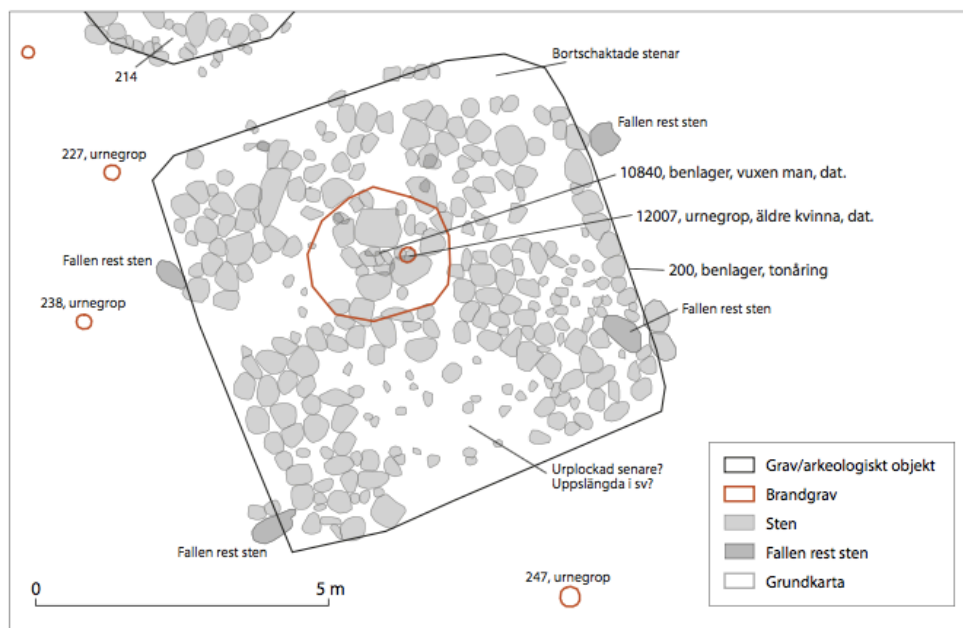 Bortschaktade stenar
214
Fallen rest sten
227, urnegrop
10840, benlager, vuxen man, dat.
12007, urnegrop, äldre kvinna, dat.
Fallen rest sten
200, benlager, tonåring
238, urnegrop
Fallen rest sten
Urplockad senare?
Uppslängda i sv?
Fallen rest sten
0
5 m
247, urnegrop
Grav/arkeologiskt objekt
Brandgrav
Sten
Fallen rest sten
Grundkarta